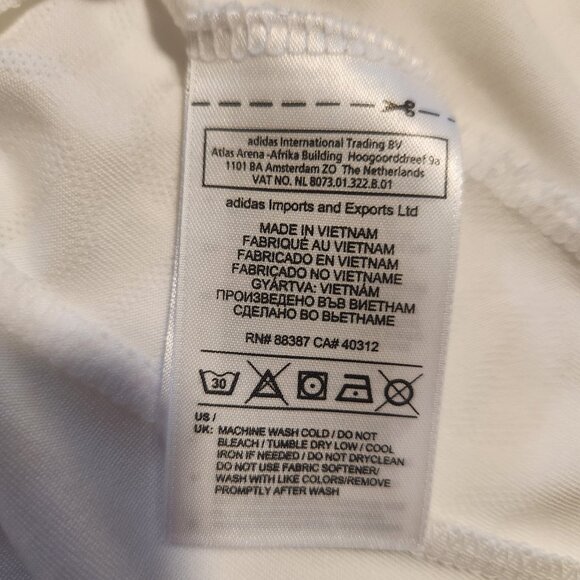 adidas International Trading BV
Atlas Arena -Afrika Building Hoogoorddreef 9a
1101 BA Amsterdam ZO The Netherlands
VAT NO. NL 8073.01.322.B.01
adidas Imports and Exports Ltd
MADE IN VIETNAM
FABRIQUÉ AU VIETNAM
FABRICADO EN VIETNAM
FABRICADO NO VIETNAME
GYÁRTVA: VIETNÁM
ПРОИЗВЕДЕНО ВЪВ ВИЕТНАМ
СДЕЛАНО ВО ВЬЕТНАМЕ
RN# 88387 CA# 40312
30
US /
UK: MACHINE WASH COLD / DO NOT
BLEACH / TUMBLE DRY LOW / COOL
IRON IF NEEDED / DO NOT DRYCLEAN
DO NOT USE FABRIC SOFTENER/
WASH WITH LIKE COLORS/REMOVE
PROMPTLY AFTER WASH